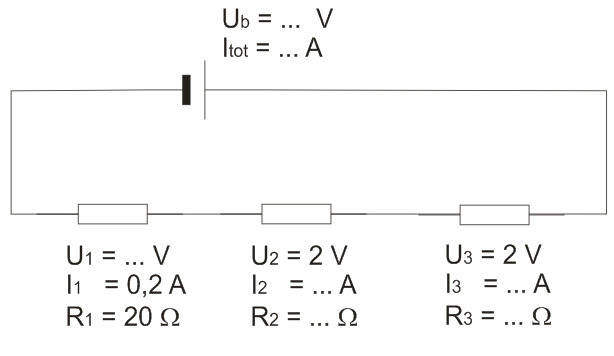 Ub = ... V
Itot = ... A
U1 = ... V
I1 = 0,2 A
R1 = 20 Ω
U2 = 2 V
I2 = ... A
R2 = ... Ω
U3 = 2 V
I3 = ... A
R3 = ... Ω